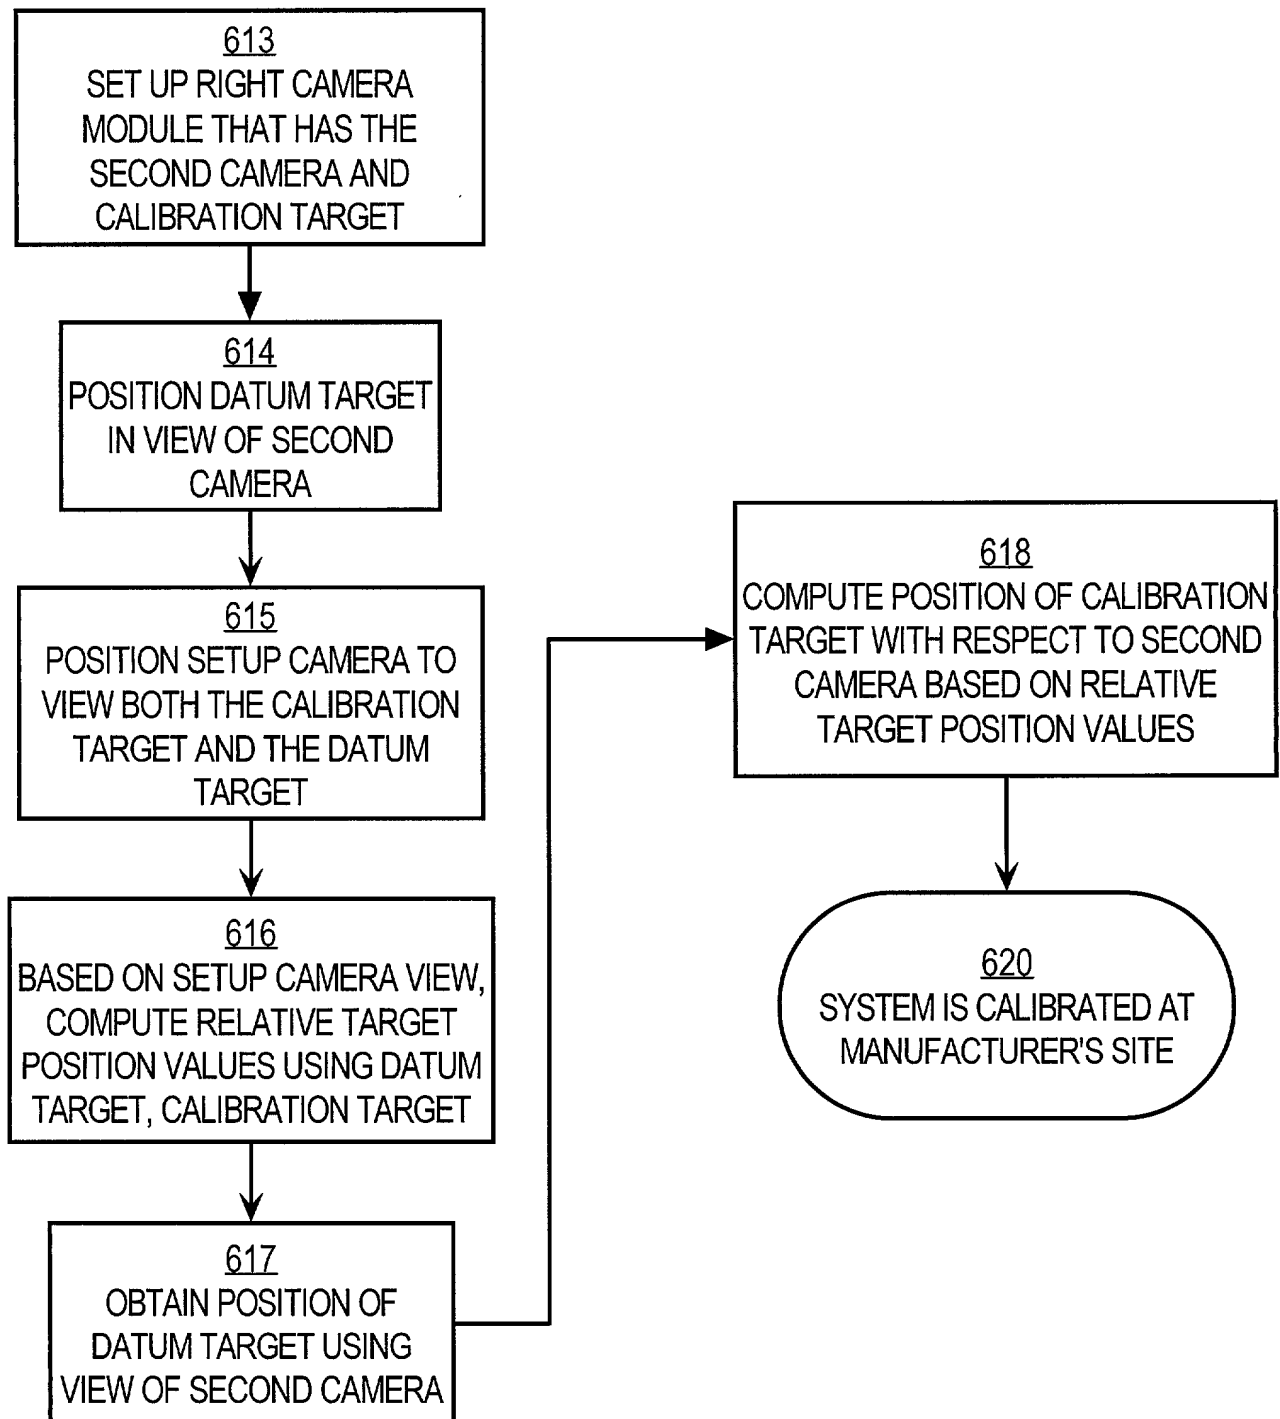 613
SET UP RIGHT CAMERA
MODULE THAT HAS THE
SECOND CAMERA AND
CALIBRATION TARGET
614
POSITION DATUM TARGET
IN VIEW OF SECOND
CAMERA
615
POSITION SETUP CAMERA TO
VIEW BOTH THE CALIBRATION
TARGET AND THE DATUM
TARGET
616
BASED ON SETUP CAMERA VIEW,
COMPUTE RELATIVE TARGET
POSITION VALUES USING DATUM
TARGET, CALIBRATION TARGET
617
OBTAIN POSITION OF
DATUM TARGET USING
VIEW OF SECOND CAMERA
618
COMPUTE POSITION OF CALIBRATION
TARGET WITH RESPECT TO SECOND
CAMERA BASED ON RELATIVE
TARGET POSITION VALUES
620
SYSTEM IS CALIBRATED AT
MANUFACTURER'S SITE